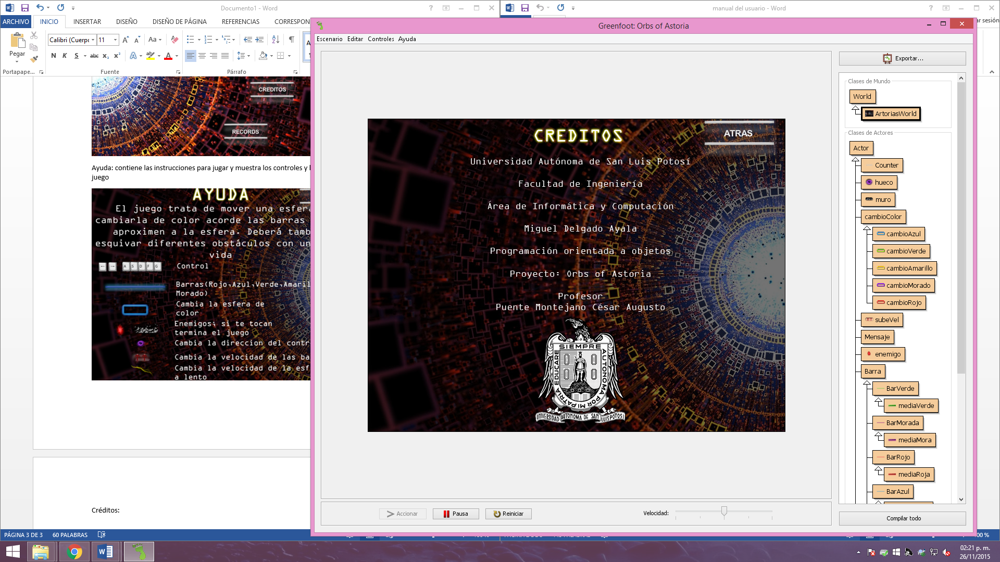 Documento1 - Word
manual del usuario - Word
ARCHIVO INICIO INSERTAR DISEÑO DISEÑO DE PÁGINA REFERENCIAS CORRESPON
ar sesión
Calibri (Cuerpo 11
Pegar
Portapape... Fuente Párrafo
CREDITOS
RECORDS
Ayuda: contiene las instrucciones para jugar y muestra los controles y
juego
AYUDA
El juego trata de mover una esfera
cambiarla de color acorde las barras
aproximen a la esfera. Deberá tamb
esquivar diferentes obstáculos con un
vida
A S D F G Control
Barras(Rojo,Azul,Verde,Amaril
Morado)
Cambia la esfera de
color
Enemigos: si te tocan
termina el juego
Cambia la direccion del contr
Cambia la velocidad de las ba
Cambia la velocidad de la esf
a lento
Créditos:
PÁGINA 3 DE 3 60 PALABRAS
Greenfoot: Orbs of Astoria
Escenario Editar Controles Ayuda
CREDITOS
ATRAS
Universidad Autónoma de San Luis Potosí
Facultad de Ingeniería
Área de Informática y Computación
Miguel Delgado Ayala
Programación orientada a objetos
Proyecto: Orbs of Astoria
Profesor
Puente Montejano César Augusto
SIEMPRE AUTONOMA POR MI PATRIA EDUCARE
UNIVERSIDAD AUTONOMA DE SAN LUIS POTOSI
Accionar Pausa Reiniciar Velocidad:
Exportar...
Clases de Mundo
World
ArtoriasWorld
Clases de Actores
Actor
Counter
hueco
muro
cambioColor
cambioAzul
cambioVerde
cambioAmarillo
cambioMorado
cambioRojo
subeVel
Mensaje
enemigo
Barra
BarVerde
mediaVerde
BarMorada
mediaMora
BarRojo
mediaRoja
BarAzul
Compilar todo
00 %
02:21 p. m.
26/11/2015